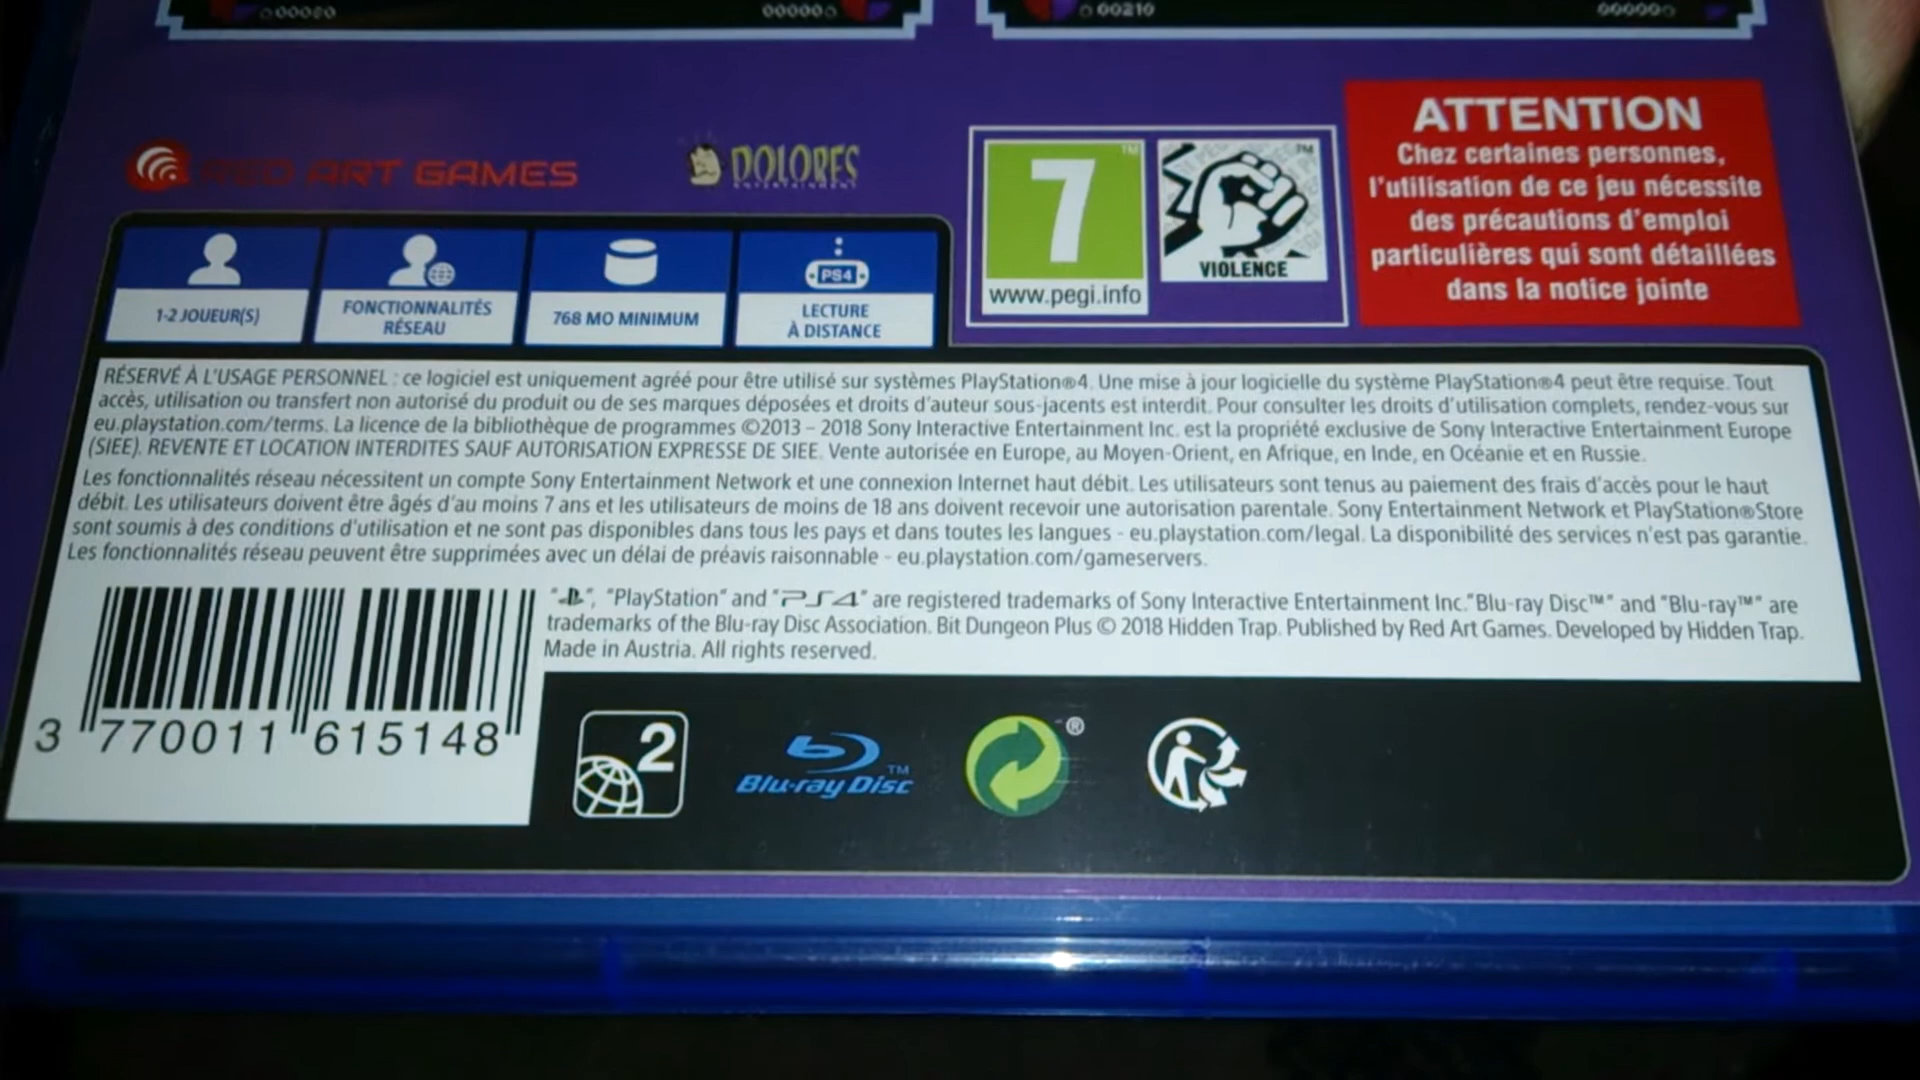 00080
00000
00210
00000
RED ART GAMES
DOLORES
ENTERTAINMENT
7
www.pegi.info
VIOLENCE
ATTENTION
Chez certaines personnes,
l'utilisation de ce jeu nécessite
des précautions d'emploi
particulières qui sont détaillées
dans la notice jointe
1-2 JOUEUR(S)
FONCTIONNALITÉS
RÉSEAU
768 MO MINIMUM
PS4
LECTURE
À DISTANCE
RÉSERVÉ À L'USAGE PERSONNEL : ce logiciel est uniquement agréé pour être utilisé sur systèmes PlayStation®4. Une mise à jour logicielle du système PlayStation®4 peut être requise. Tout
accès, utilisation ou transfert non autorisé du produit ou de ses marques déposées et droits d'auteur sous-jacents est interdit. Pour consulter les droits d'utilisation complets, rendez-vous sur
eu.playstation.com/terms. La licence de la bibliothèque de programmes ©2013 – 2018 Sony Interactive Entertainment Inc. est la propriété exclusive de Sony Interactive Entertainment Europe
(SIEE). REVENTE ET LOCATION INTERDITES SAUF AUTORISATION EXPRESSE DE SIEE. Vente autorisée en Europe, au Moyen-Orient, en Afrique, en Inde, en Océanie et en Russie.
Les fonctionnalités réseau nécessitent un compte Sony Entertainment Network et une connexion Internet haut débit. Les utilisateurs sont tenus au paiement des frais d'accès pour le haut
débit. Les utilisateurs doivent être âgés d'au moins 7 ans et les utilisateurs de moins de 18 ans doivent recevoir une autorisation parentale. Sony Entertainment Network et PlayStation®Store
sont soumis à des conditions d'utilisation et ne sont pas disponibles dans tous les pays et dans toutes les langues - eu.playstation.com/legal. La disponibilité des services n'est pas garantie.
Les fonctionnalités réseau peuvent être supprimées avec un délai de préavis raisonnable - eu.playstation.com/gameservers.
"", "PlayStation" and "PS4" are registered trademarks of Sony Interactive Entertainment Inc."Blu-ray Disc™" and "Blu-ray™" are
trademarks of the Blu-ray Disc Association. Bit Dungeon Plus © 2018 Hidden Trap. Published by Red Art Games. Developed by Hidden Trap.
Made in Austria. All rights reserved.
3 770011 615148
2
Blu-ray Disc™
®